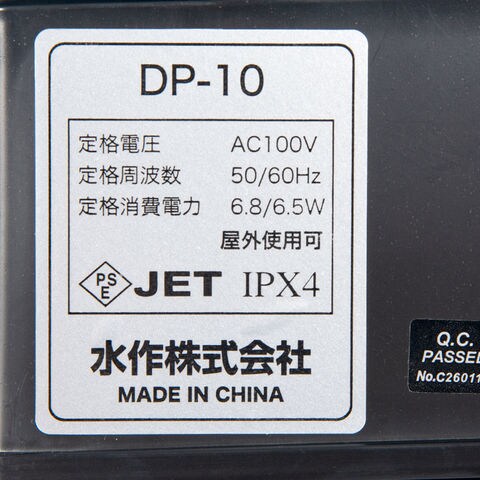 DP-10
定格電圧 AC100V
定格周波数 50/60Hz
定格消費電力 6.8/6.5W
屋外使用可
PSE JET IPX4
水作株式会社
MADE IN CHINA
Q.C.
PASSED
No.C26011